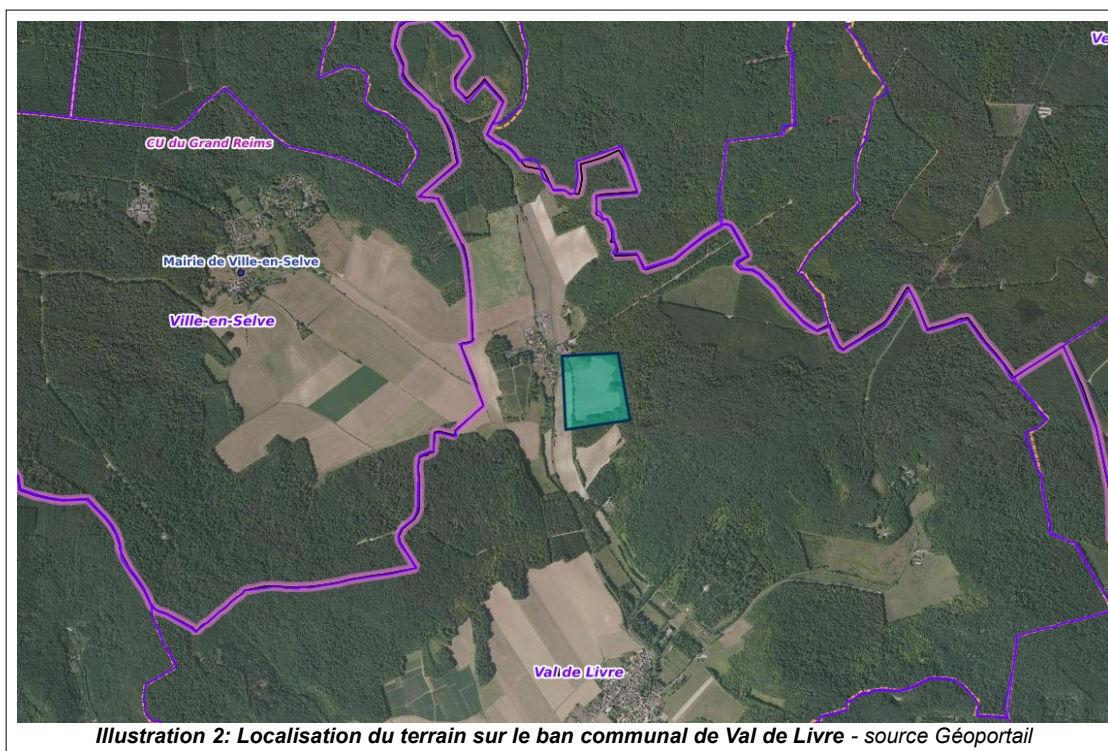 Ve
CU du Grand Reims
Mairie de Ville-en-Selve
Ville-en-Selve
Val de Livre
Illustration 2: Localisation du terrain sur le ban communal de Val de Livre - source Géoportail